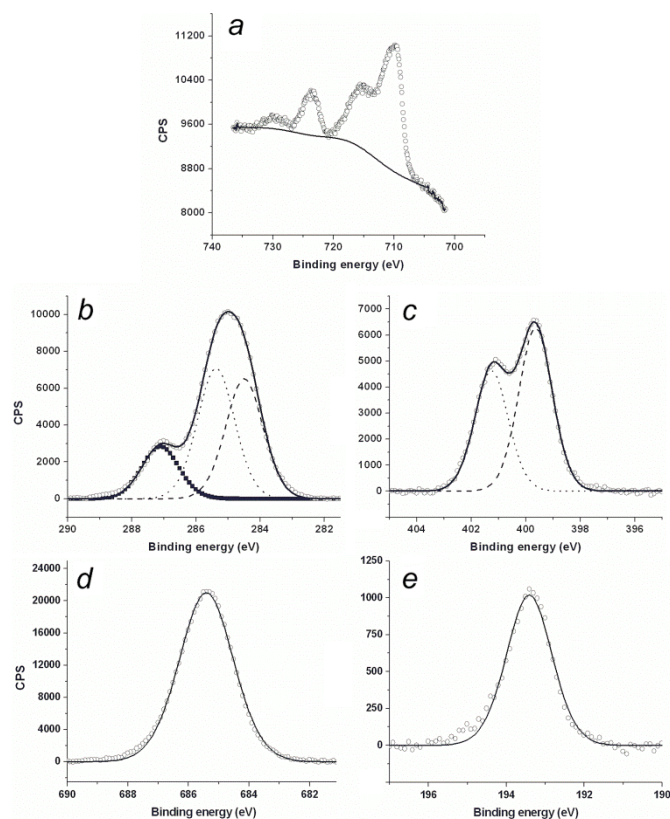 a
11200
10400
9600
8800
8000
CPS
740 730 720 710 700
Binding energy (eV)
b
10000
8000
6000
4000
2000
0
CPS
290 288 286 284 282
Binding energy (eV)
c
7000
6000
5000
4000
3000
2000
1000
0
404 402 400 398 396
Binding energy (eV)
d
24000
20000
16000
12000
8000
4000
0
CPS
690 688 686 684 682
Binding energy (eV)
e
1250
1000
750
500
250
0
196 194 192 190
Binding energy (eV)